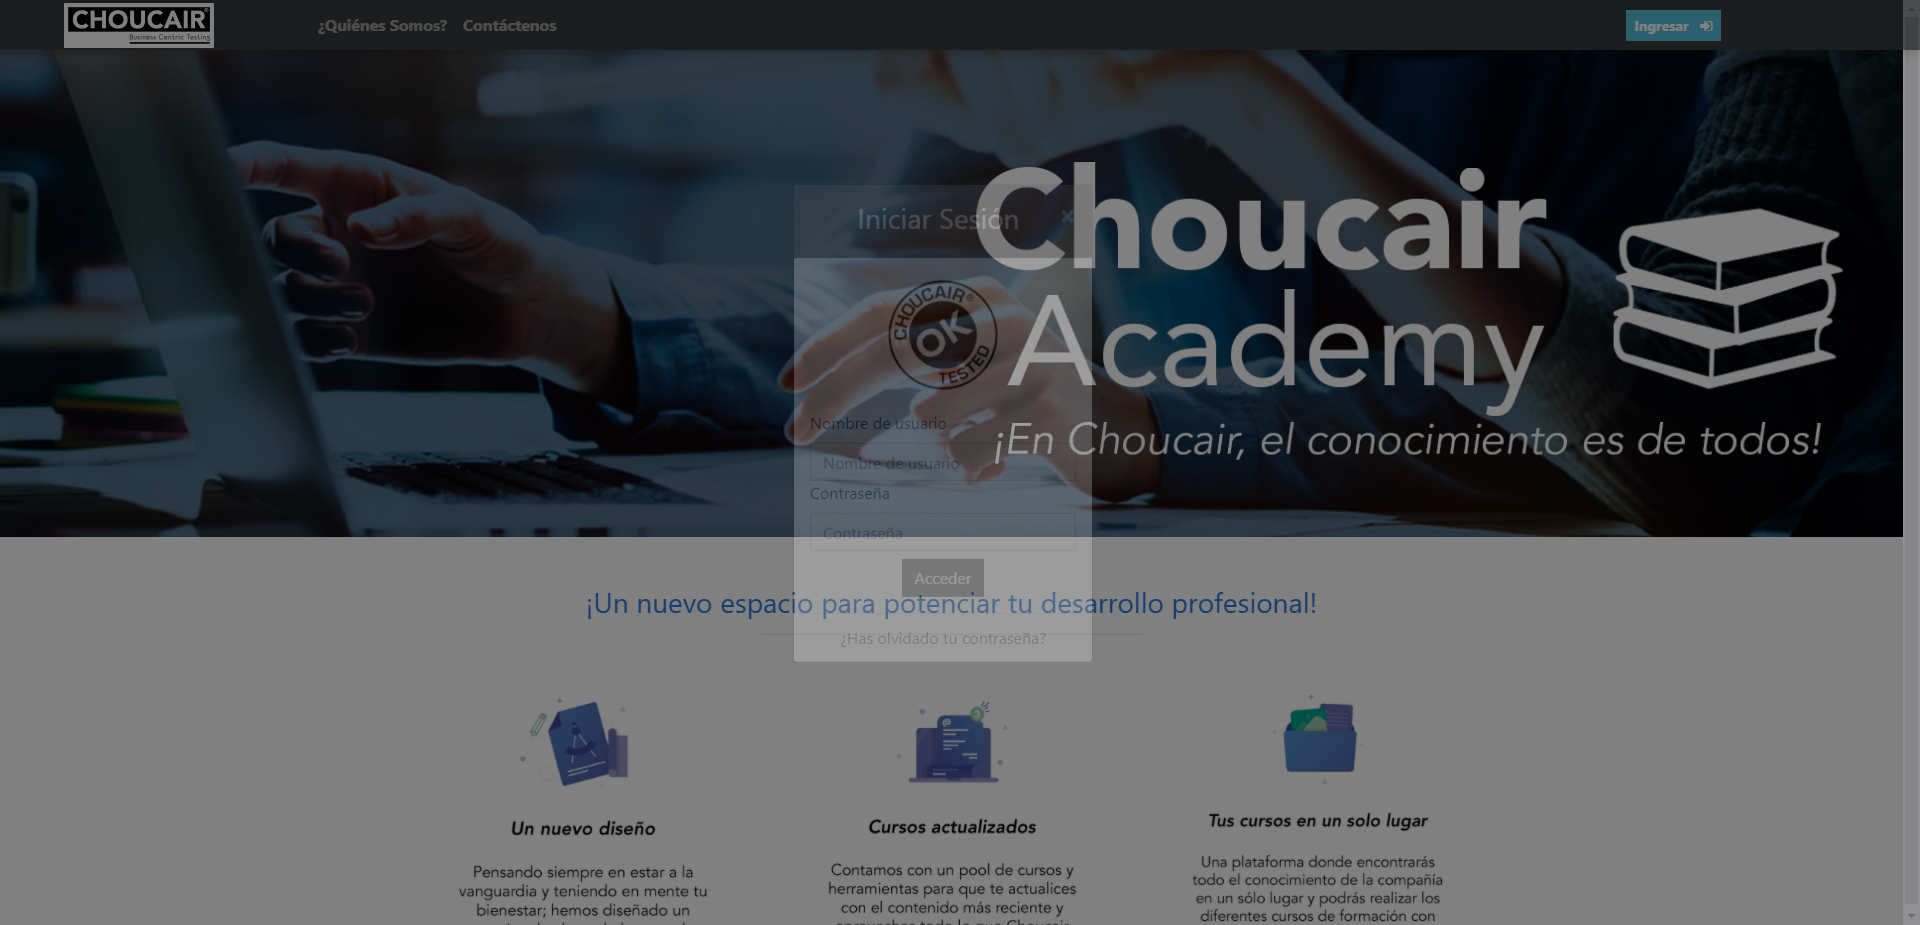 CHOUCAIR®
Business Centric Testing
¿Quiénes Somos?
Contáctenos
Ingresar
Choucair
Academy
¡En Choucair, el conocimiento es de todos!
Iniciar Sesión
×
CHOUCAIR®
OK
TESTED
Nombre de usuario
Nombre de usuario
Contraseña
Contraseña
Acceder
¿Has olvidado tu contraseña?
¡Un nuevo espacio para potenciar tu desarrollo profesional!
Un nuevo diseño
Pensando siempre en estar a la
vanguardia y teniendo en mente tu
bienestar; hemos diseñado un
3
Cursos actualizados
Contamos con un pool de cursos y
herramientas para que te actualices
con el contenido más reciente y
Tus cursos en un solo lugar
Una plataforma donde encontrarás
todo el conocimiento de la compañía
en un sólo lugar y podrás realizar los
diferentes cursos de formación con